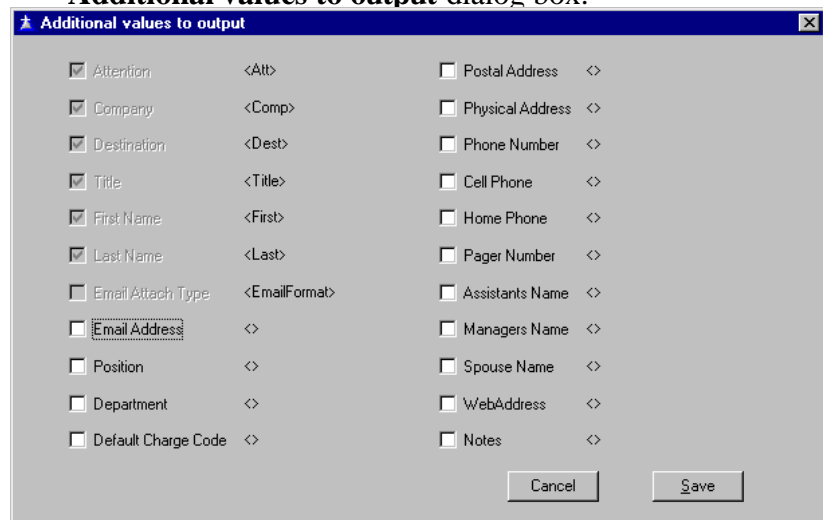 Additional values to output dialog box.
Additional values to output
Attention <Att>
Company <Comp>
Destination <Dest>
Title <Title>
First Name <First>
Last Name <Last>
Email Attach Type <EmailFormat>
Email Address <>
Position <>
Department <>
Default Charge Code <>
Postal Address <>
Physical Address <>
Phone Number <>
Cell Phone <>
Home Phone <>
Pager Number <>
Assistants Name <>
Managers Name <>
Spouse Name <>
WebAddress <>
Notes <>
Cancel Save